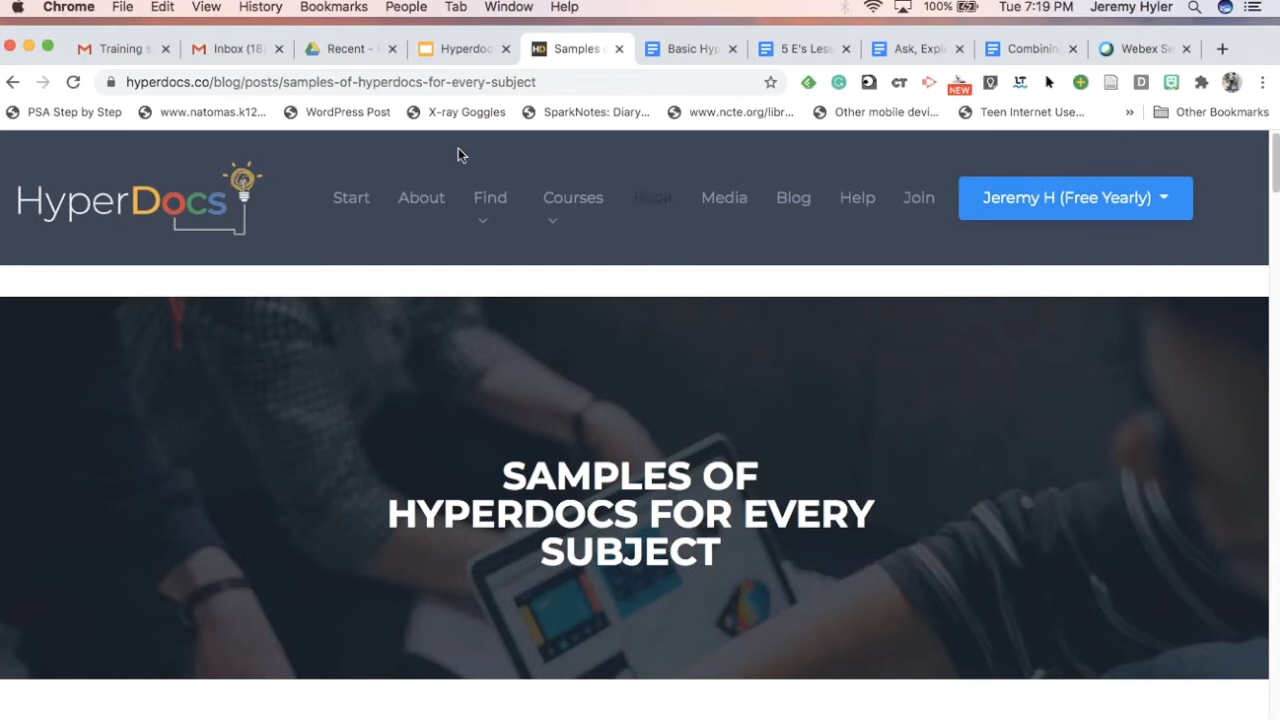 Chrome File Edit View History Bookmarks People Tab Window Help 100% Tue 7:19 PM Jeremy Hyler
Training s Inbox (18 Recent - Hyperdoc Samples Basic Hyp 5 E's Less Ask, Expl Combinin Webex Se
hyperdocs.co/blog/posts/samples-of-hyperdocs-for-every-subject CT NEW LT D
PSA Step by Step www.natomas.k12... WordPress Post X-ray Goggles SparkNotes: Diary... www.ncte.org/libr... Other mobile devi... Teen Internet Use... » Other Bookmarks
HyperDocs Start About Find Courses Book Media Blog Help Join Jeremy H (Free Yearly)
SAMPLES OF
HYPERDOCS FOR EVERY
SUBJECT